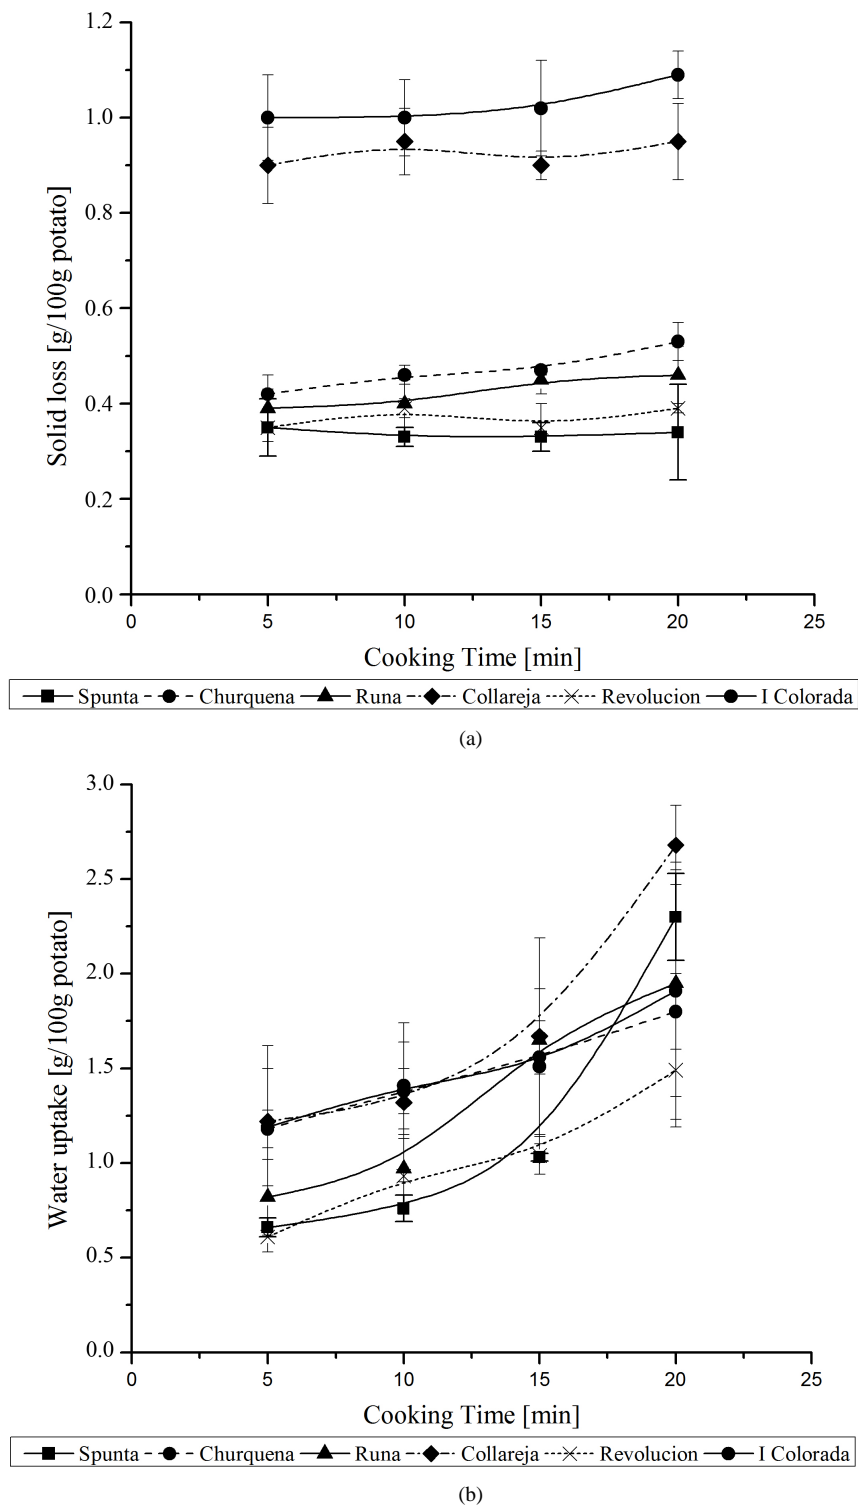 1.2
1.0
0.8
0.6
0.4
0.2
0.0
Solid loss [g/100g potato]
0 5 10 15 20 25
Cooking Time [min]
Spunta Churquena Runa Collareja Revolucion I Colorada
(a)
3.0
2.5
2.0
1.5
1.0
0.5
0.0
Water uptake [g/100g potato]
0 5 10 15 20 25
Cooking Time [min]
Spunta Churquena Runa Collareja Revolucion I Colorada
(b)